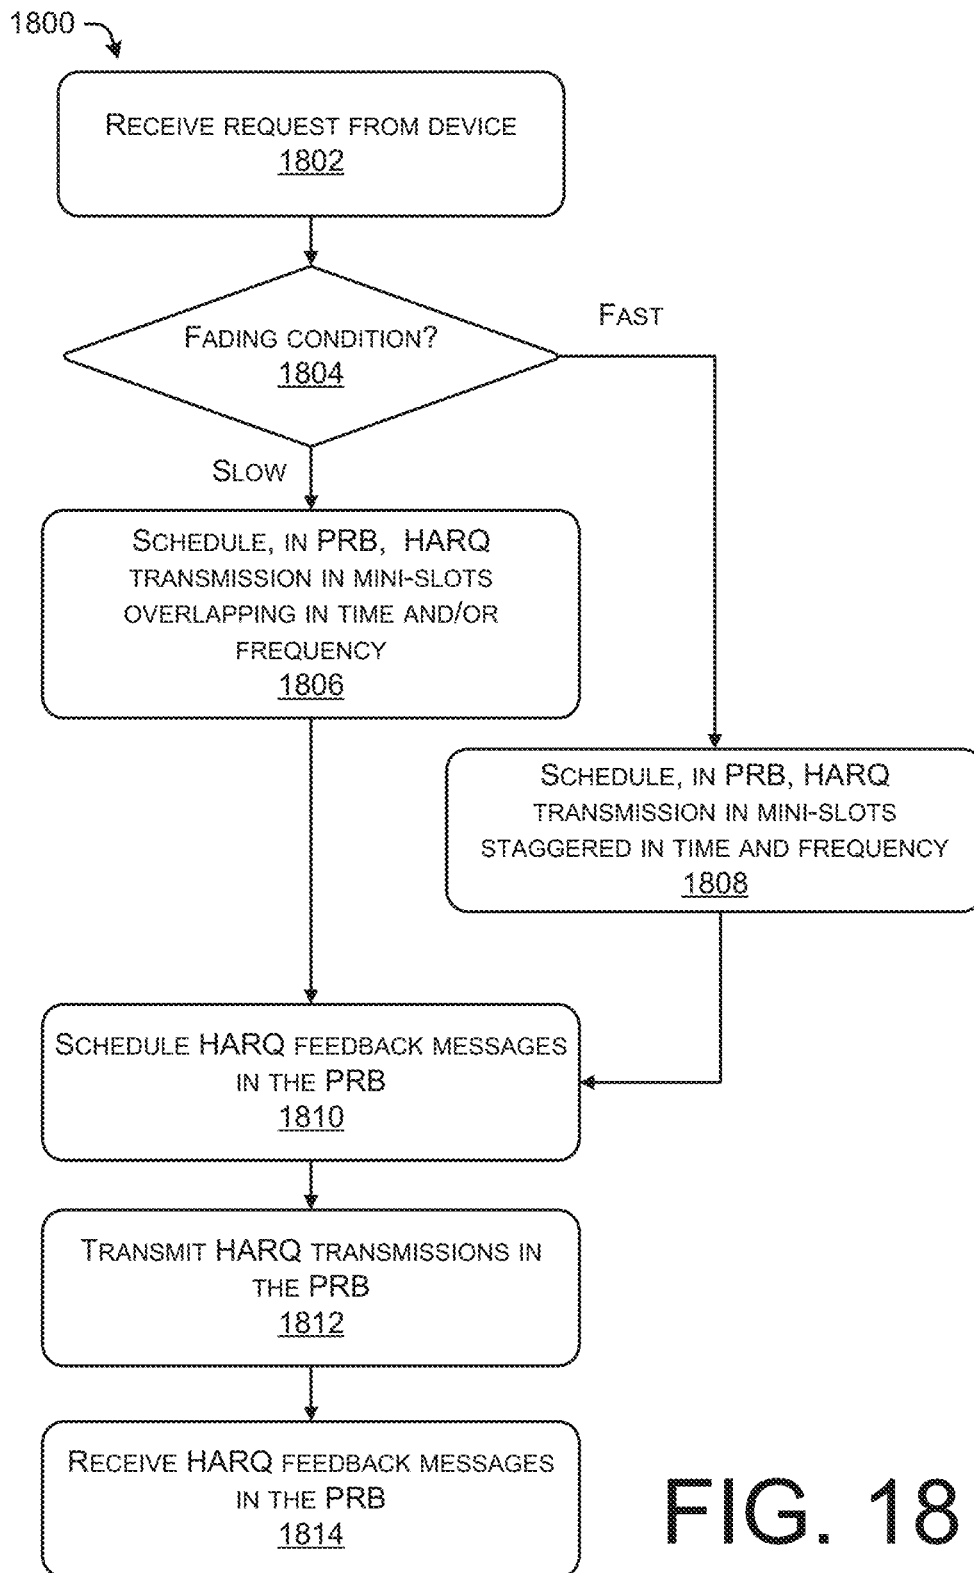 1800
RECEIVE REQUEST FROM DEVICE
1802
FADING CONDITION?
1804
FAST
SLOW
SCHEDULE, IN PRB, HARQ
TRANSMISSION IN MINI-SLOTS
OVERLAPPING IN TIME AND/OR
FREQUENCY
1806
SCHEDULE, IN PRB, HARQ
TRANSMISSION IN MINI-SLOTS
STAGGERED IN TIME AND FREQUENCY
1808
SCHEDULE HARQ FEEDBACK MESSAGES
IN THE PRB
1810
TRANSMIT HARQ TRANSMISSIONS IN
THE PRB
1812
RECEIVE HARQ FEEDBACK MESSAGES
IN THE PRB
1814
FIG. 18